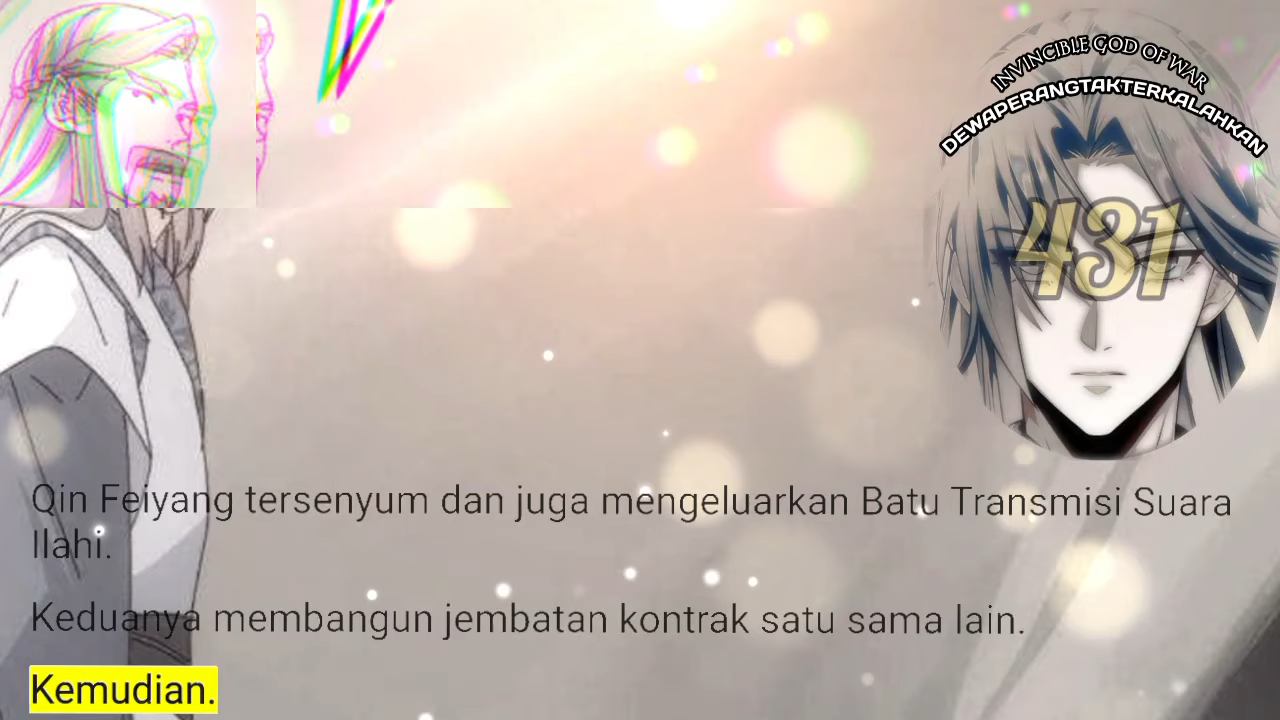 INVINCIBLE GOD OF WAR
DEWAPERANGTAKTERKALAHKAN
431
Qin Feiyang tersenyum dan juga mengeluarkan Batu Transmisi Suara
Ilahi.
Keduanya membangun jembatan kontrak satu sama lain.
Kemudian.